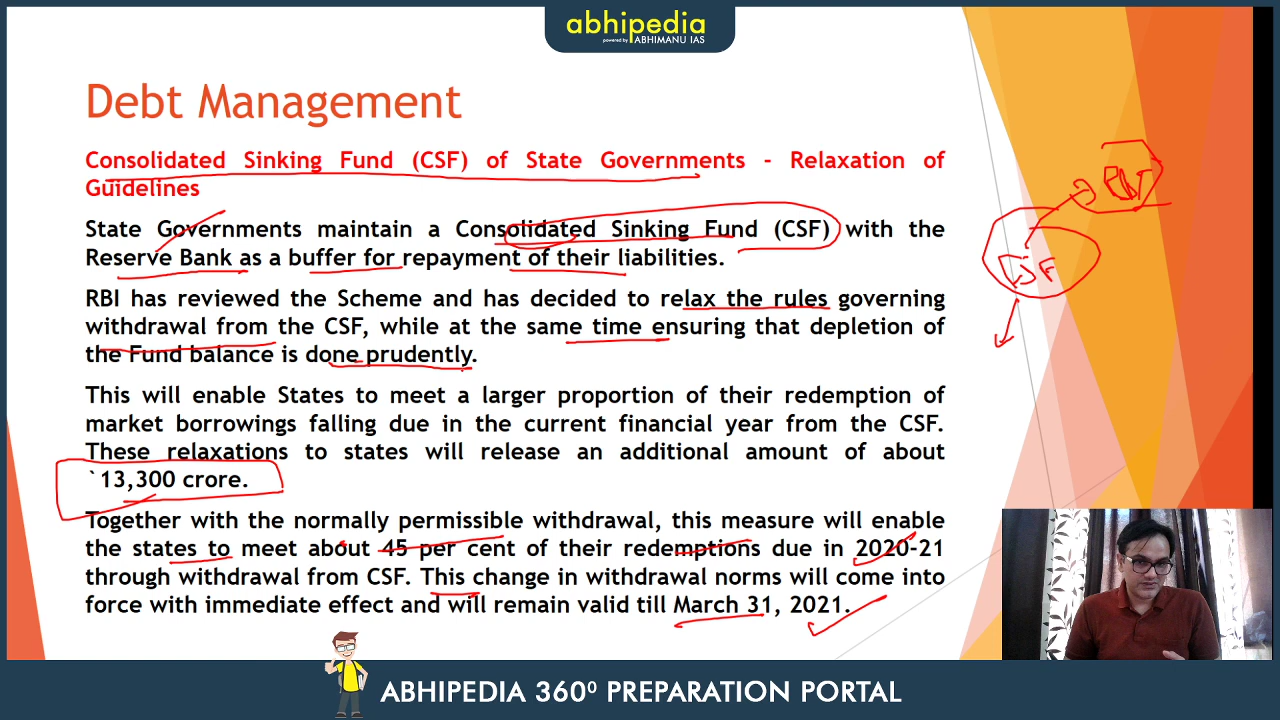 abhipedia
powered by ABHIMANU IAS
Debt Management
Consolidated Sinking Fund (CSF) of State Governments - Relaxation of
Guidelines
State Governments maintain a Consolidated Sinking Fund (CSF) with the
Reserve Bank as a buffer for repayment of their liabilities.
RBI has reviewed the Scheme and has decided to relax the rules governing
withdrawal from the CSF, while at the same time ensuring that depletion of
the Fund balance is done prudently.
This will enable States to meet a larger proportion of their redemption of
market borrowings falling due in the current financial year from the CSF.
These relaxations to states will release an additional amount of about
`13,300 crore.
Together with the normally permissible withdrawal, this measure will enable
the states to meet about 45 per cent of their redemptions due in 2020-21
through withdrawal from CSF. This change in withdrawal norms will come into
force with immediate effect and will remain valid till March 31, 2021.
CSF
ABHIPEDIA 360⁰ PREPARATION PORTAL